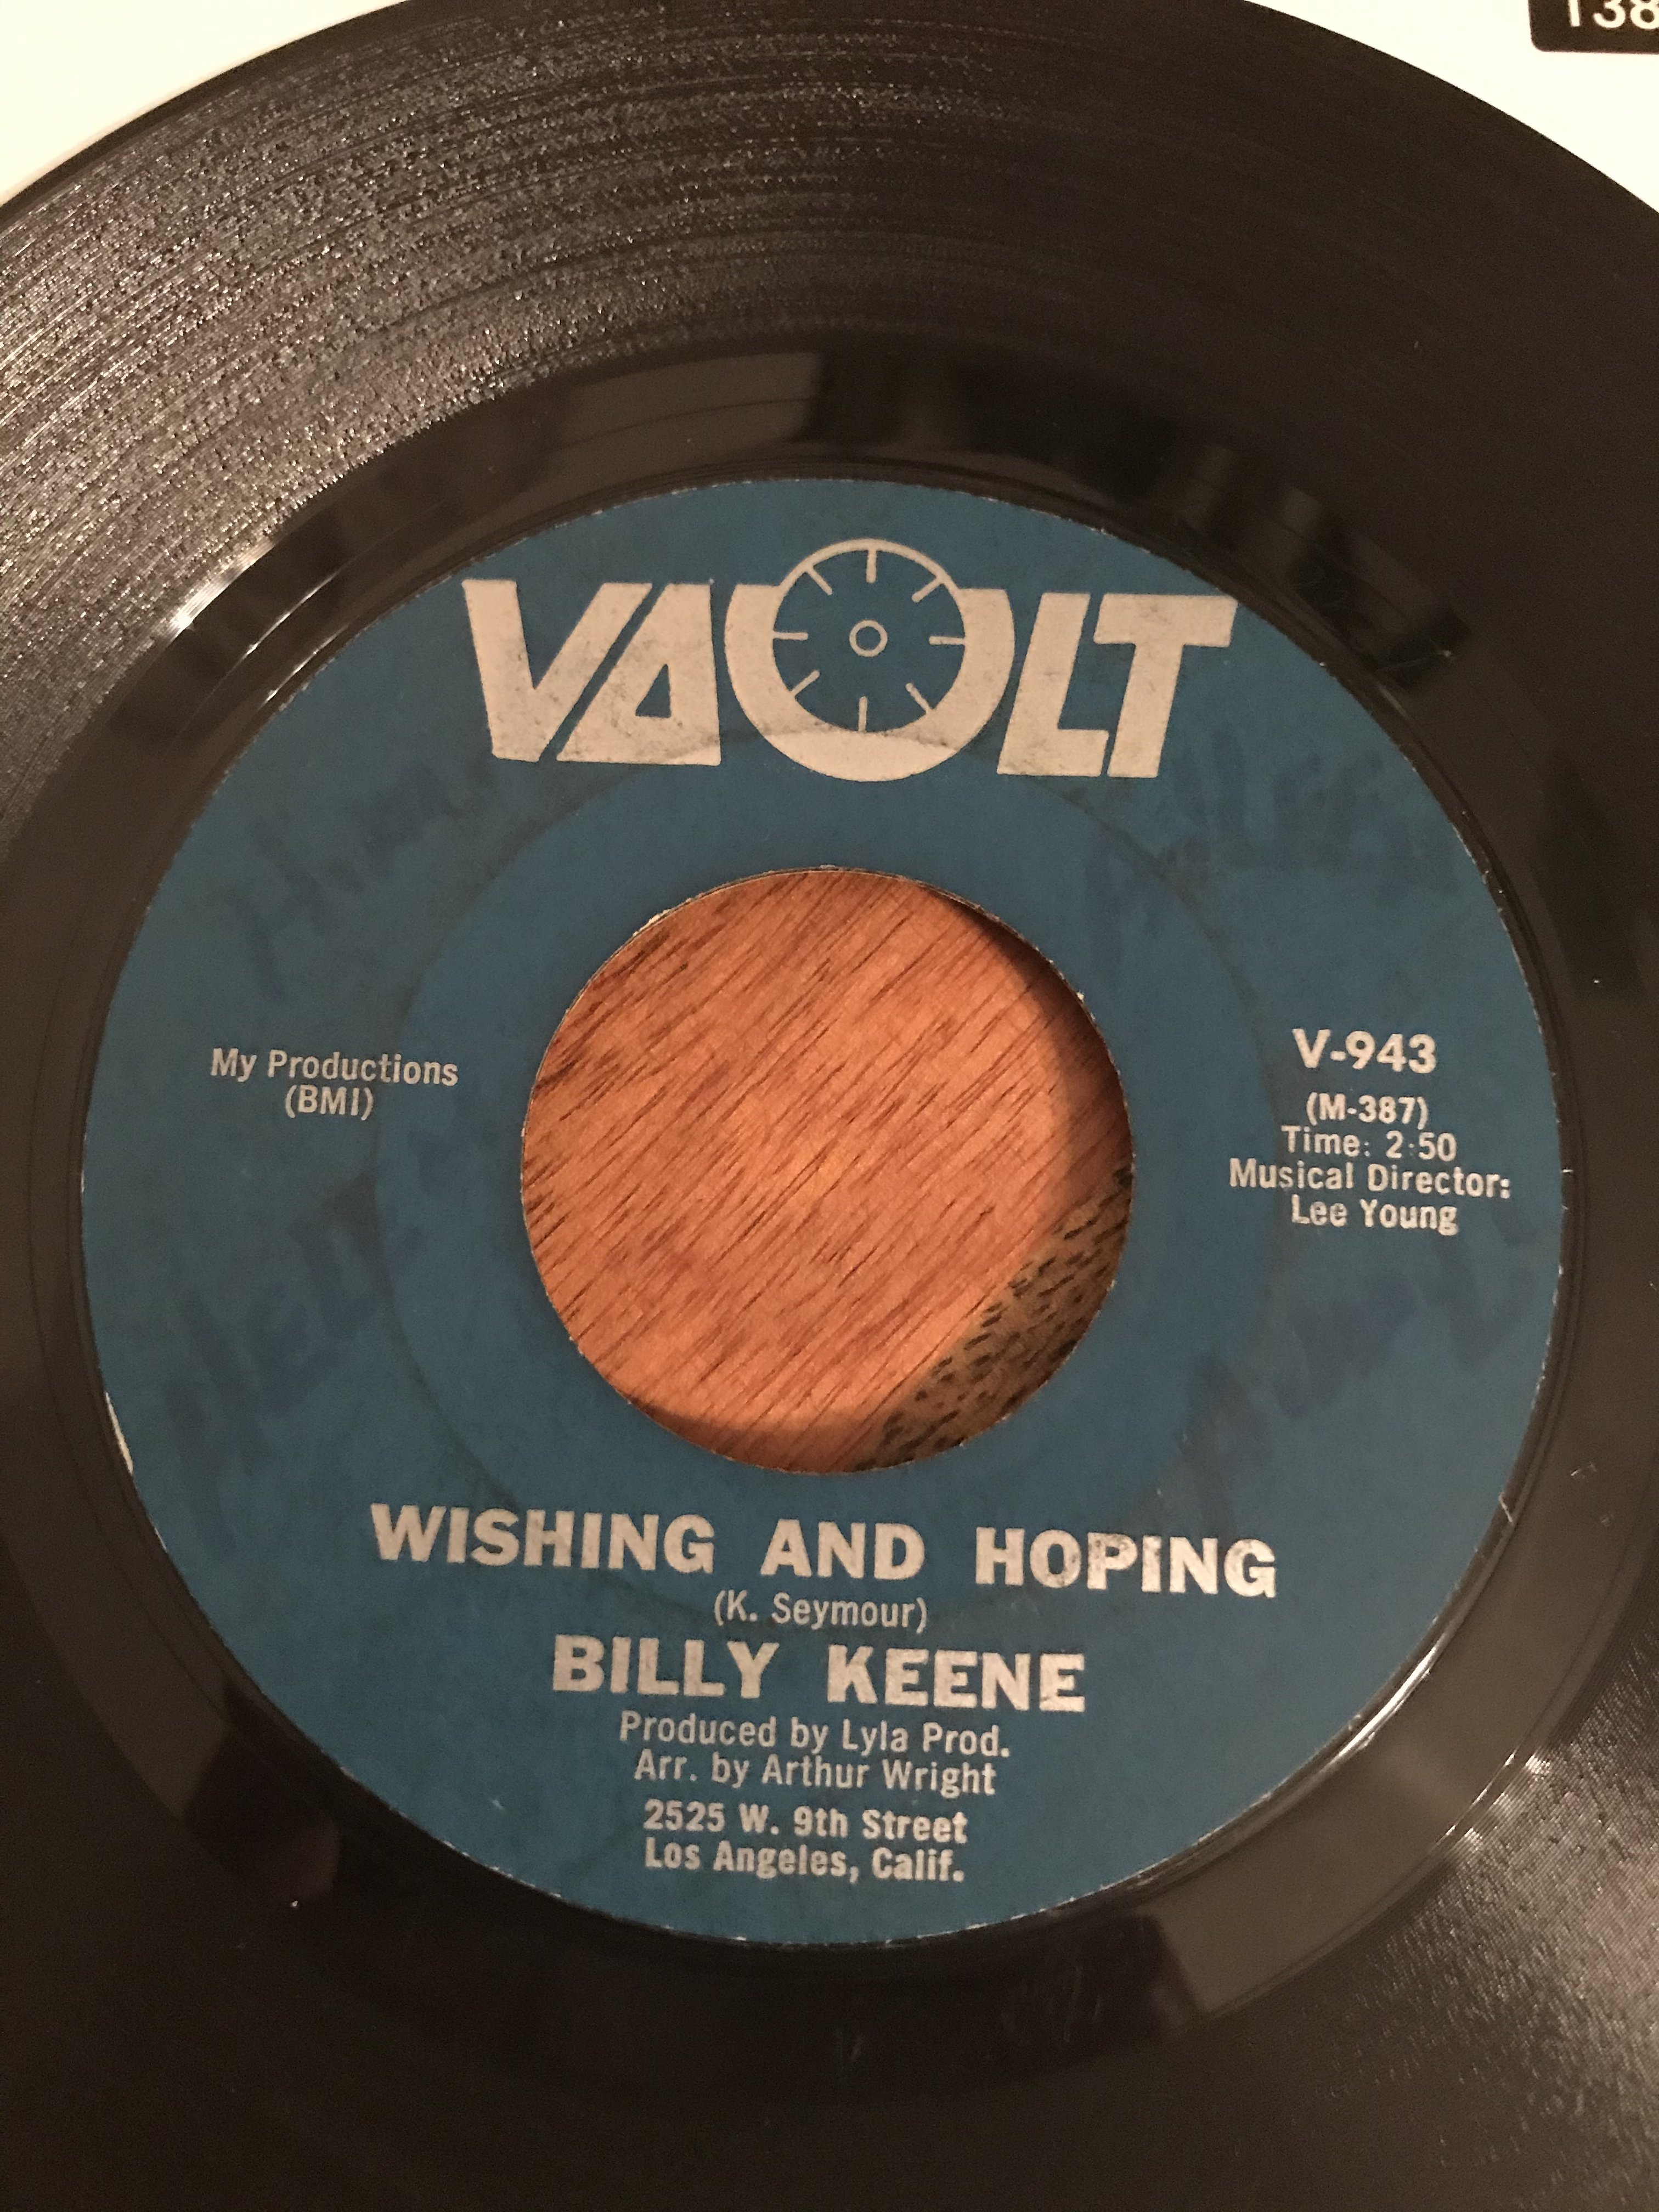 138
VAULT
My Productions
(BMI)
V-943
(M-387)
Time: 2:50
Musical Director:
Lee Young
WISHING AND HOPING
(K. Seymour)
BILLY KEENE
Produced by Lyla Prod.
Arr. by Arthur Wright
2525 W. 9th Street
Los Angeles, Calif.